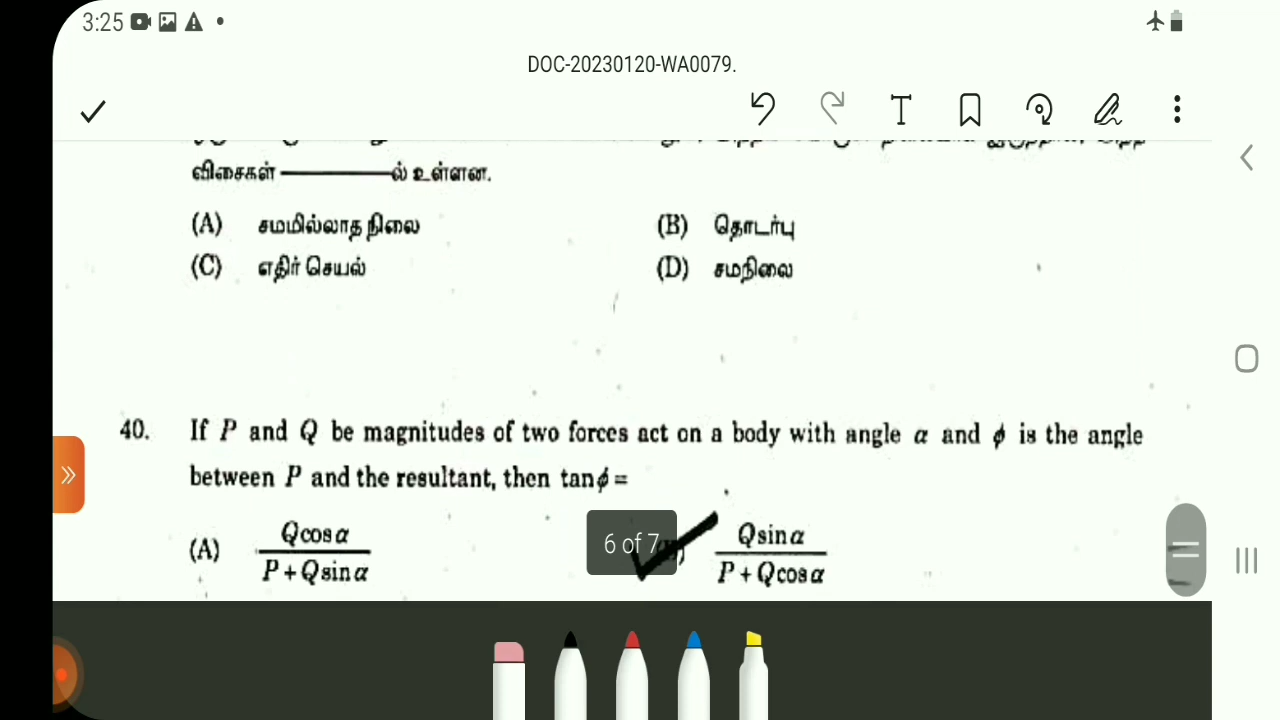 3:25
DOC-20230120-WA0079.
விசைகள் ————ல் உள்ளன.
(A) சமமில்லாத நிலை (B) தொடர்பு
(C) எதிர் செயல் (D) சமநிலை
40. If P and Q be magnitudes of two forces act on a body with angle α and ϕ is the angle
between P and the resultant, then tanϕ =
(A) Qcosα / P + Qsinα Qsinα / P + Qcosα
6 of 7